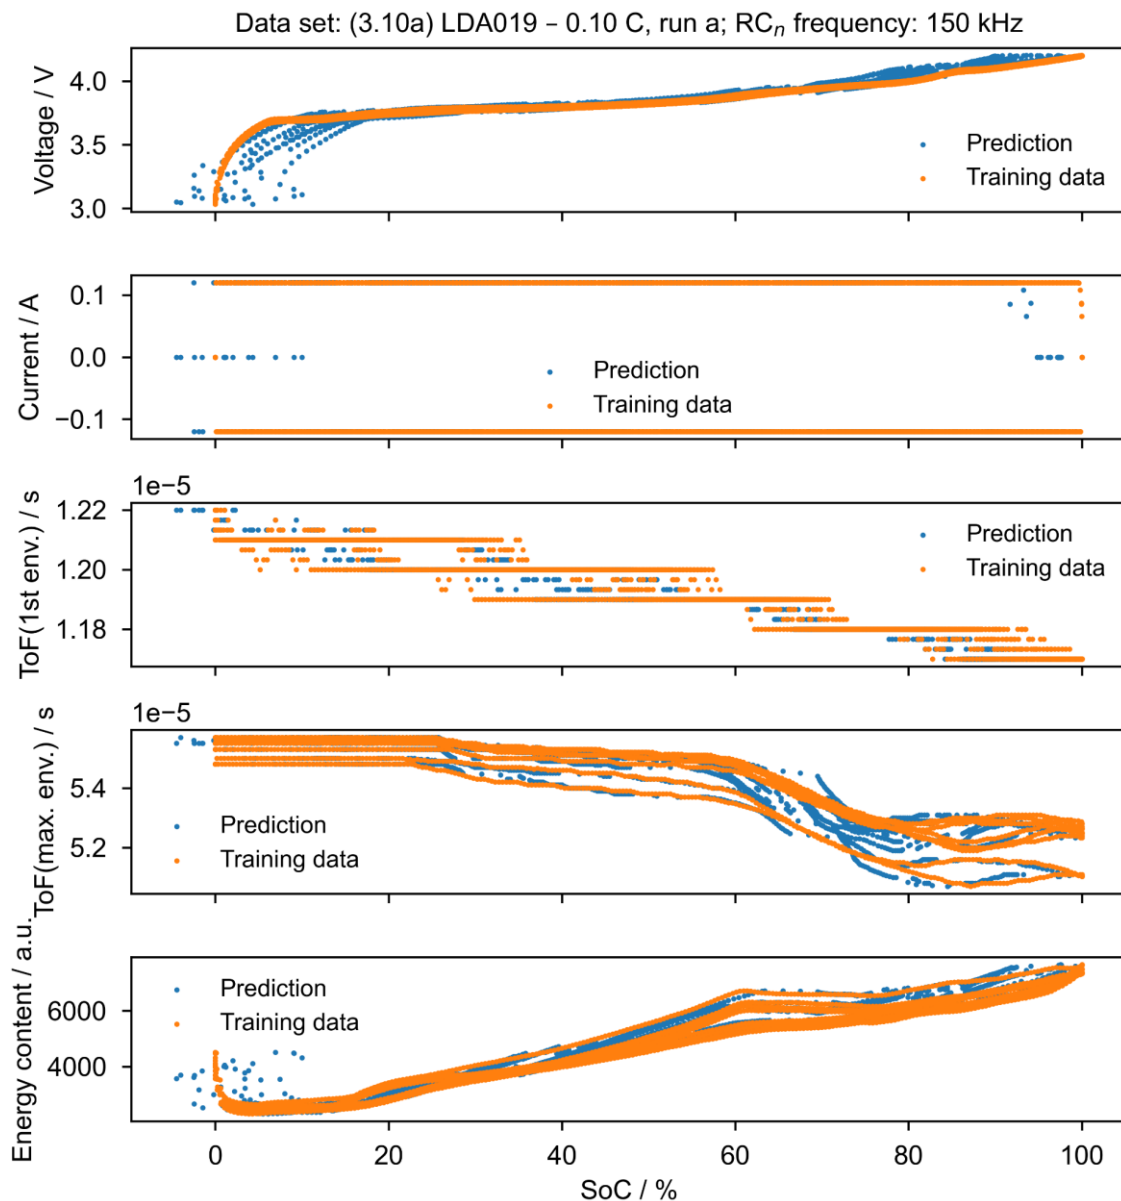 Data set: (3.10a) LDA019 – 0.10 C, run a; RCn frequency: 150 kHz
Voltage / V
4.0
3.5
3.0
Prediction
Training data
Current / A
0.1
0.0
−0.1
Prediction
Training data
1e−5
ToF(1st env.) / s
1.22
1.20
1.18
Prediction
Training data
1e−5
ToF(max. env.) / s
5.4
5.2
Prediction
Training data
Energy content / a.u.
6000
4000
Prediction
Training data
0 20 40 60 80 100
SoC / %